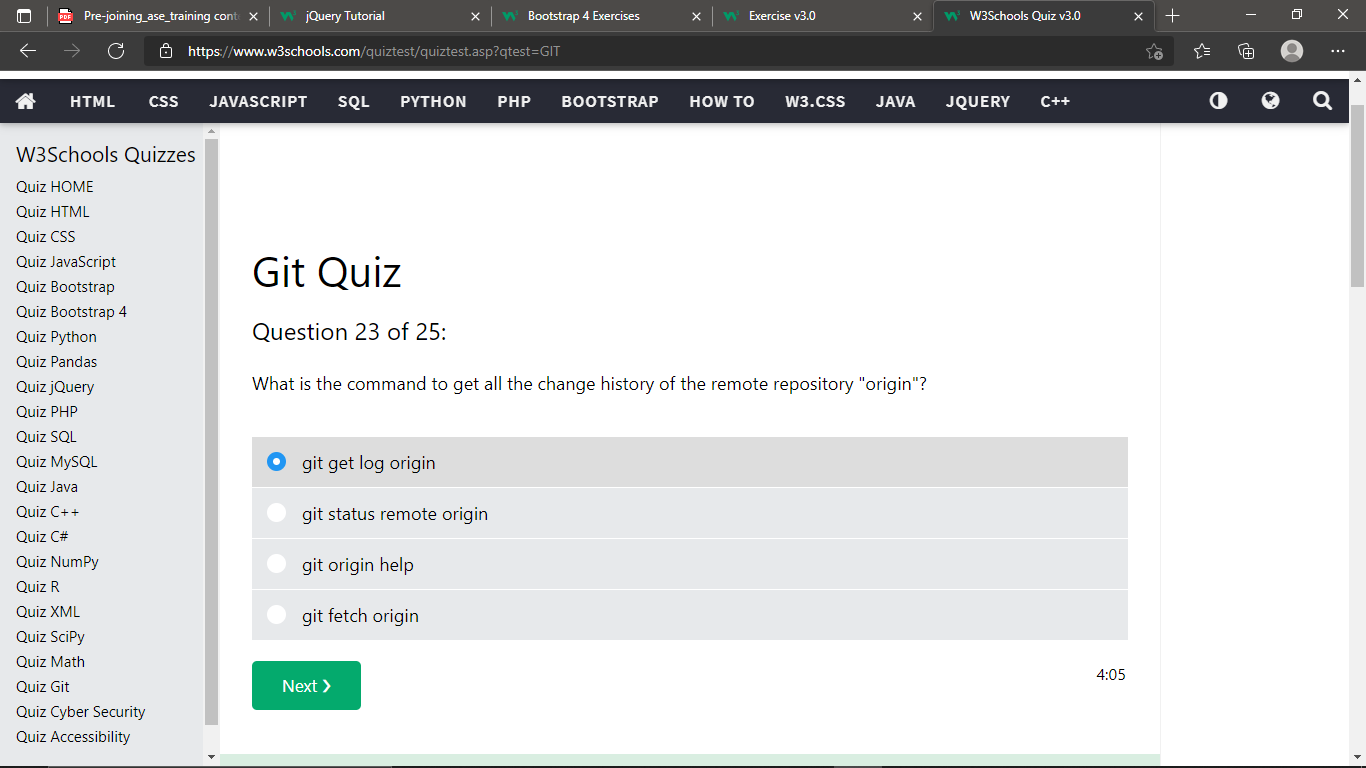 Pre-joining_ase_training cont
jQuery Tutorial
Bootstrap 4 Exercises
Exercise v3.0
W3Schools Quiz v3.0
https://www.w3schools.com/quiztest/quiztest.asp?qtest=GIT
HTML CSS JAVASCRIPT SQL PYTHON PHP BOOTSTRAP HOW TO W3.CSS JAVA JQUERY C++
W3Schools Quizzes
Quiz HOME
Quiz HTML
Quiz CSS
Quiz JavaScript
Quiz Bootstrap
Quiz Bootstrap 4
Quiz Python
Quiz Pandas
Quiz jQuery
Quiz PHP
Quiz SQL
Quiz MySQL
Quiz Java
Quiz C++
Quiz C#
Quiz NumPy
Quiz R
Quiz XML
Quiz SciPy
Quiz Math
Quiz Git
Quiz Cyber Security
Quiz Accessibility
Git Quiz
Question 23 of 25:
What is the command to get all the change history of the remote repository "origin"?
git get log origin
git status remote origin
git origin help
git fetch origin
Next ❯
4:05